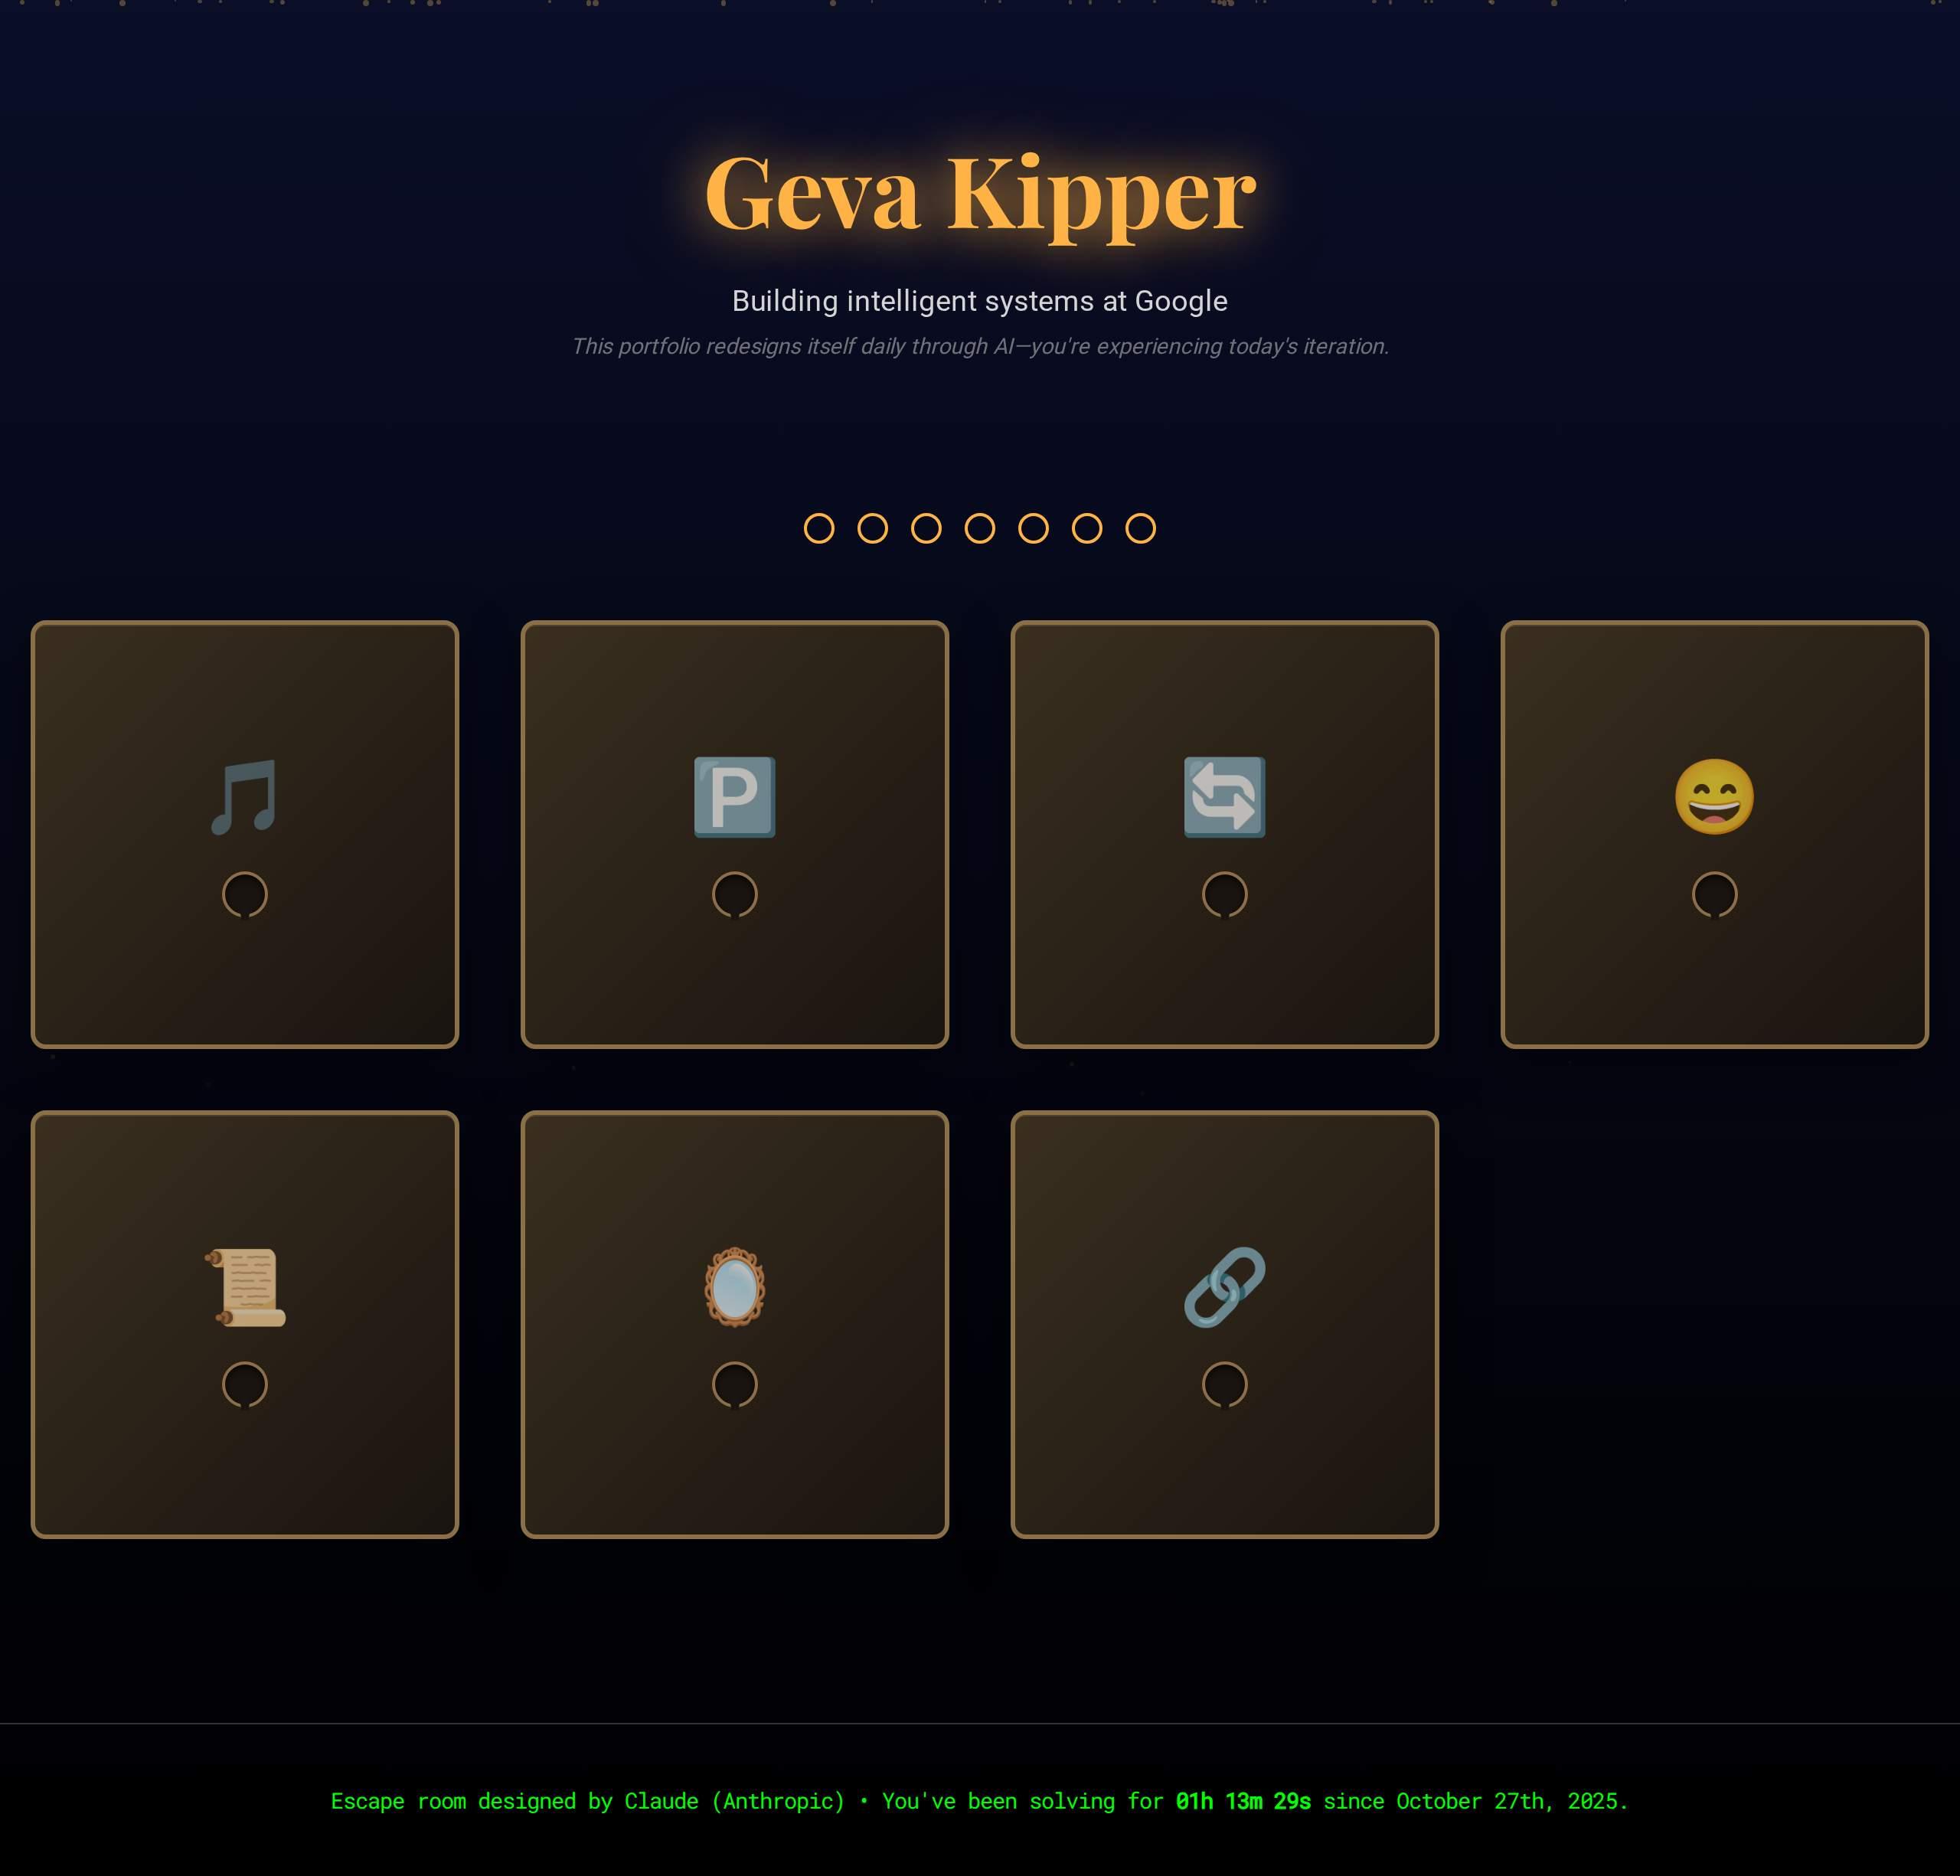 Geva Kipper
Building intelligent systems at Google
This portfolio redesigns itself daily through AI—you're experiencing today's iteration.
P
Escape room designed by Claude (Anthropic) • You've been solving for 01h 13m 29s since October 27th, 2025.